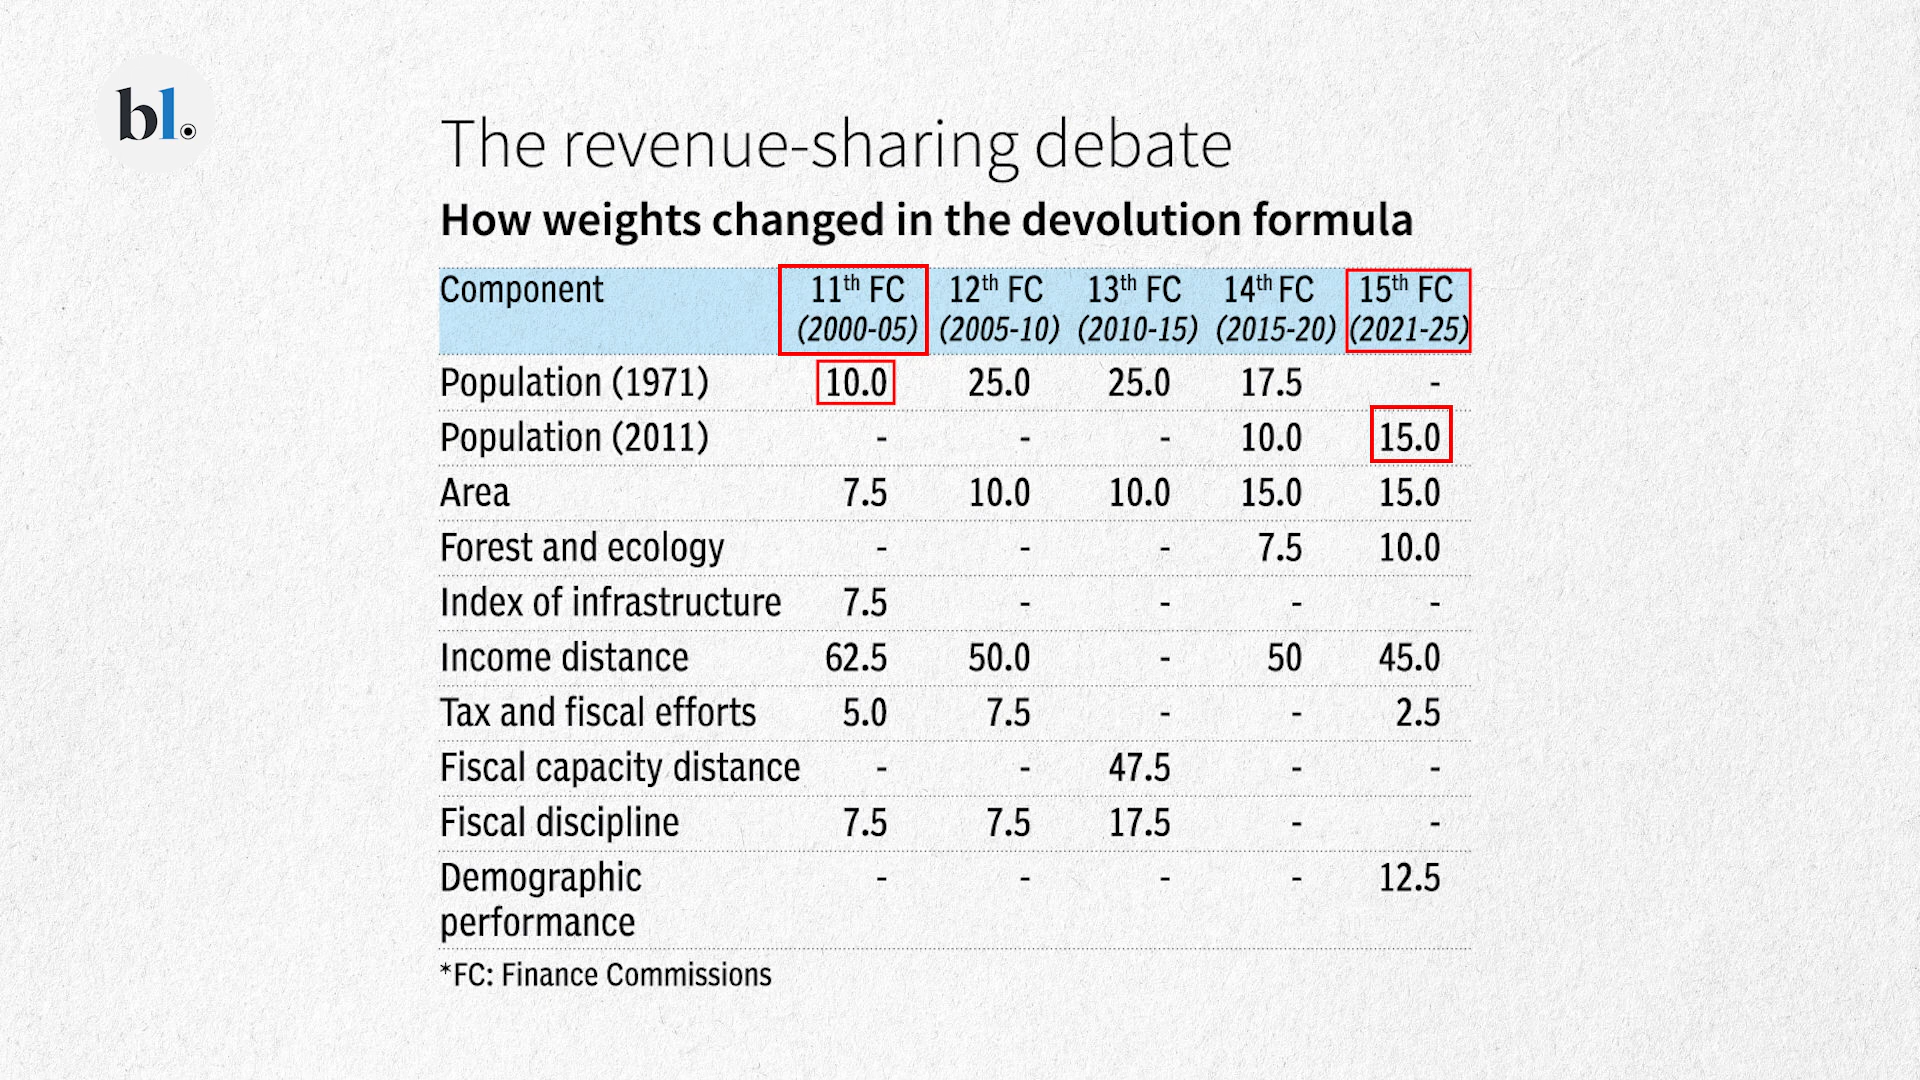 bl.
The revenue-sharing debate
How weights changed in the devolution formula
Component 11th FC 12th FC 13th FC 14th FC 15th FC
(2000-05) (2005-10) (2010-15) (2015-20) (2021-25)
Population (1971) 10.0 25.0 25.0 17.5 -
Population (2011) - - - 10.0 15.0
Area 7.5 10.0 10.0 15.0 15.0
Forest and ecology - - - 7.5 10.0
Index of infrastructure 7.5 - - - -
Income distance 62.5 50.0 - 50 45.0
Tax and fiscal efforts 5.0 7.5 - - 2.5
Fiscal capacity distance - - 47.5 - -
Fiscal discipline 7.5 7.5 17.5 - -
Demographic - - - - 12.5
performance
*FC: Finance Commissions